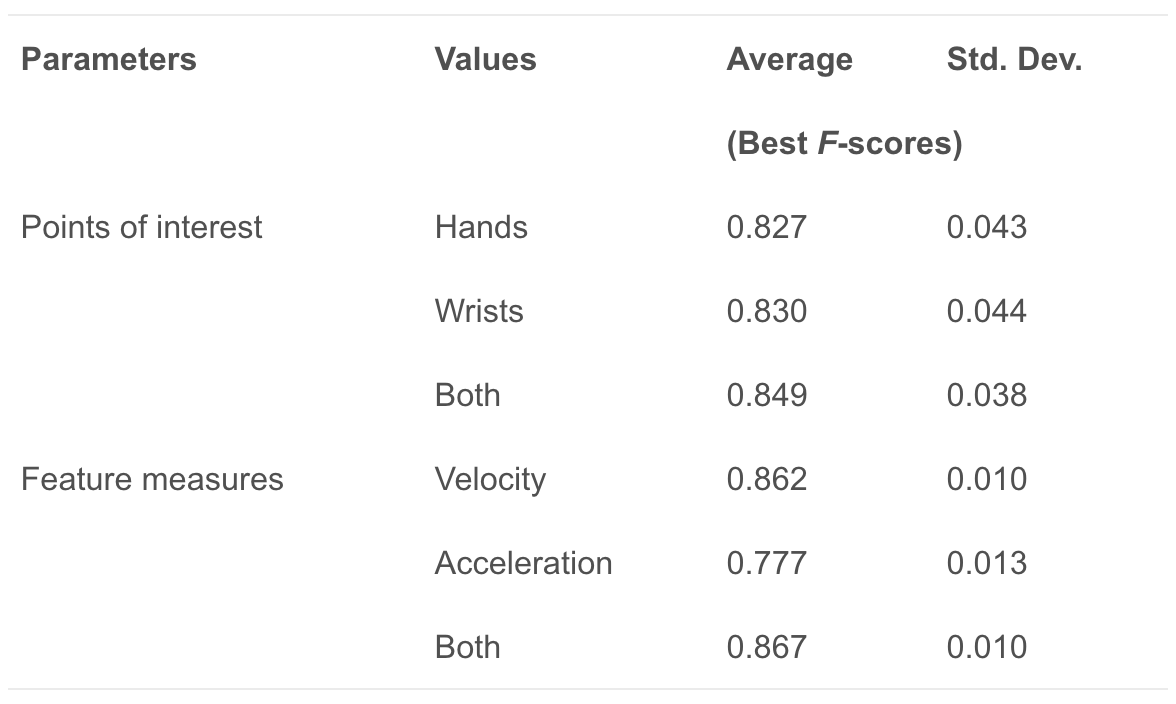 Parameters Values Average Std. Dev.
(Best F-scores)
Points of interest Hands 0.827 0.043
Wrists 0.830 0.044
Both 0.849 0.038
Feature measures Velocity 0.862 0.010
Acceleration 0.777 0.013
Both 0.867 0.010